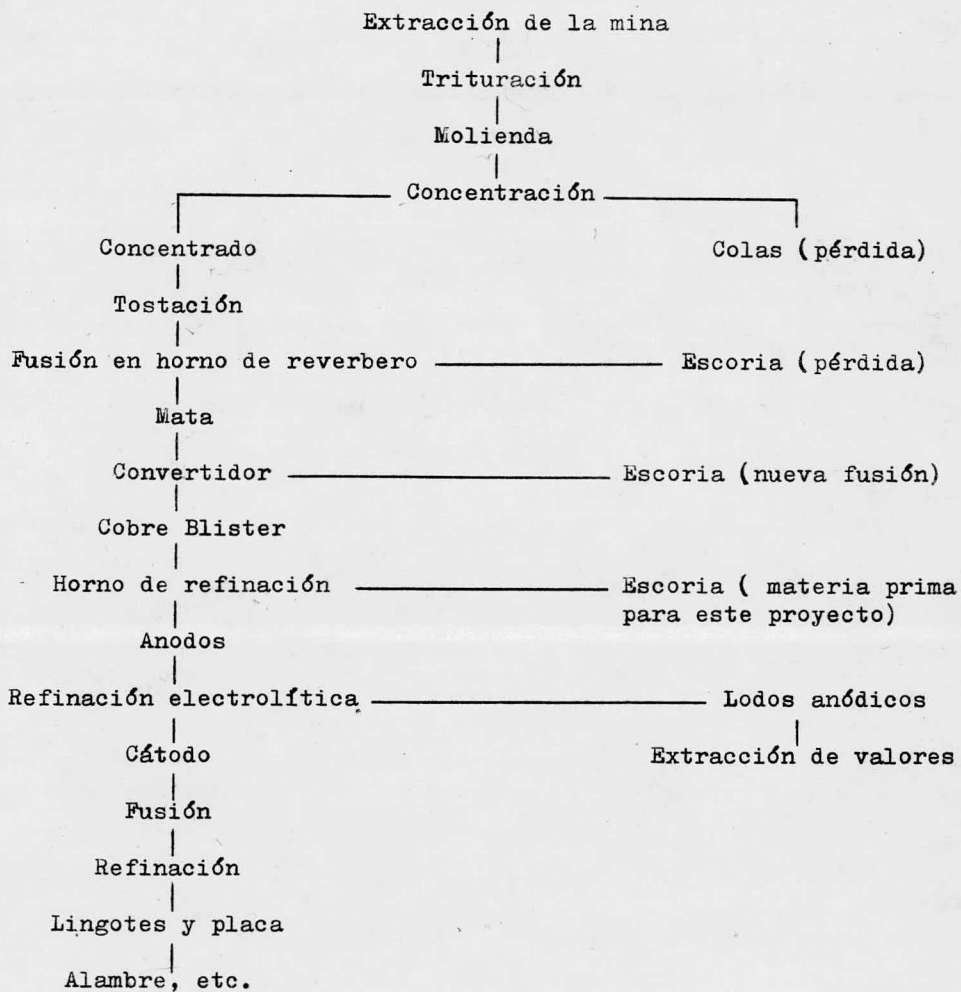 Extracción de la mina
Trituración
Molienda
Concentración
Concentrado
Colas (pérdida)
Tostación
Fusión en horno de reverbero
Escoria (pérdida)
Mata
Convertidor
Escoria (nueva fusión)
Cobre Blister
Horno de refinación
Escoria ( materia prima
para este proyecto)
Anodos
Refinación electrolítica
Lodos anódicos
Cátodo
Extracción de valores
Fusión
Refinación
Lingotes y placa
Alambre, etc.